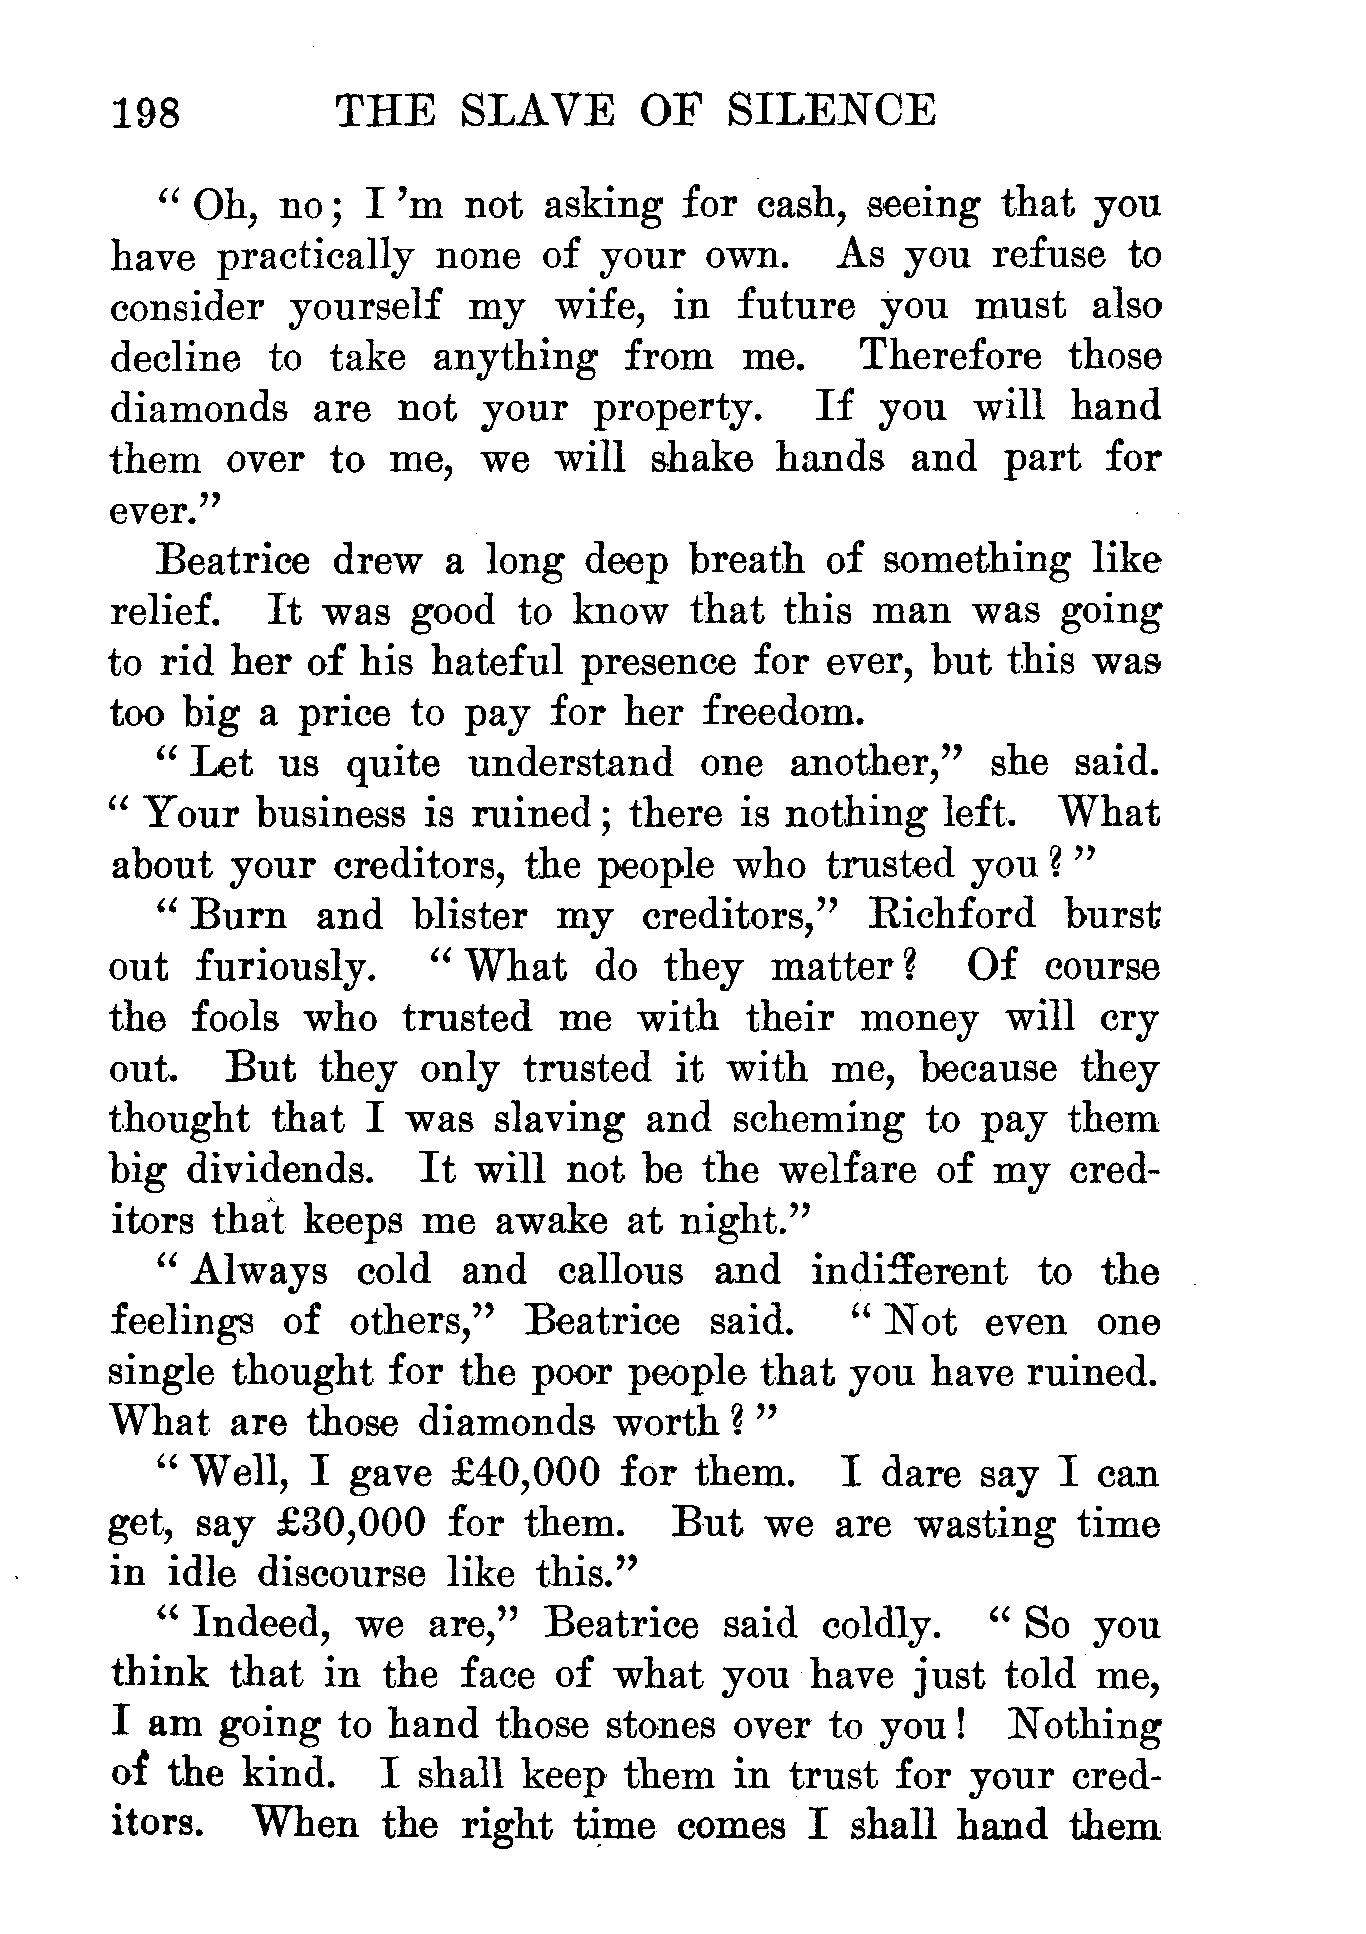 198 THE SLAVE OF SILENCE
“ Oh, no ; I ’m not asking for cash, seeing that you
have practically none of your own. As you refuse to
consider yourself my wife, in future you must also
decline to take anything from me. Therefore those
diamonds are not your property. If you will hand
them over to me, we will shake hands and part for
ever.”
Beatrice drew a long deep breath of something like
relief. It was good to know that this man was going
to rid her of his hateful presence for ever, but this was
too big a price to pay for her freedom.
“ Let us quite understand one another,” she said.
“ Your business is ruined ; there is nothing left. What
about your creditors, the people who trusted you ? ”
“ Burn and blister my creditors,” Richford burst
out furiously. “ What do they matter ? Of course
the fools who trusted me with their money will cry
out. But they only trusted it with me, because they
thought that I was slaving and scheming to pay them
big dividends. It will not be the welfare of my cred-
itors that keeps me awake at night.”
“ Always cold and callous and indifferent to the
feelings of others,” Beatrice said. “ Not even one
single thought for the poor people that you have ruined.
What are those diamonds worth ? ”
“ Well, I gave £40,000 for them. I dare say I can
get, say £30,000 for them. But we are wasting time
in idle discourse like this.”
“ Indeed, we are,” Beatrice said coldly. “ So you
think that in the face of what you have just told me,
I am going to hand those stones over to you ! Nothing
of the kind. I shall keep them in trust for your cred-
itors. When the right time comes I shall hand them